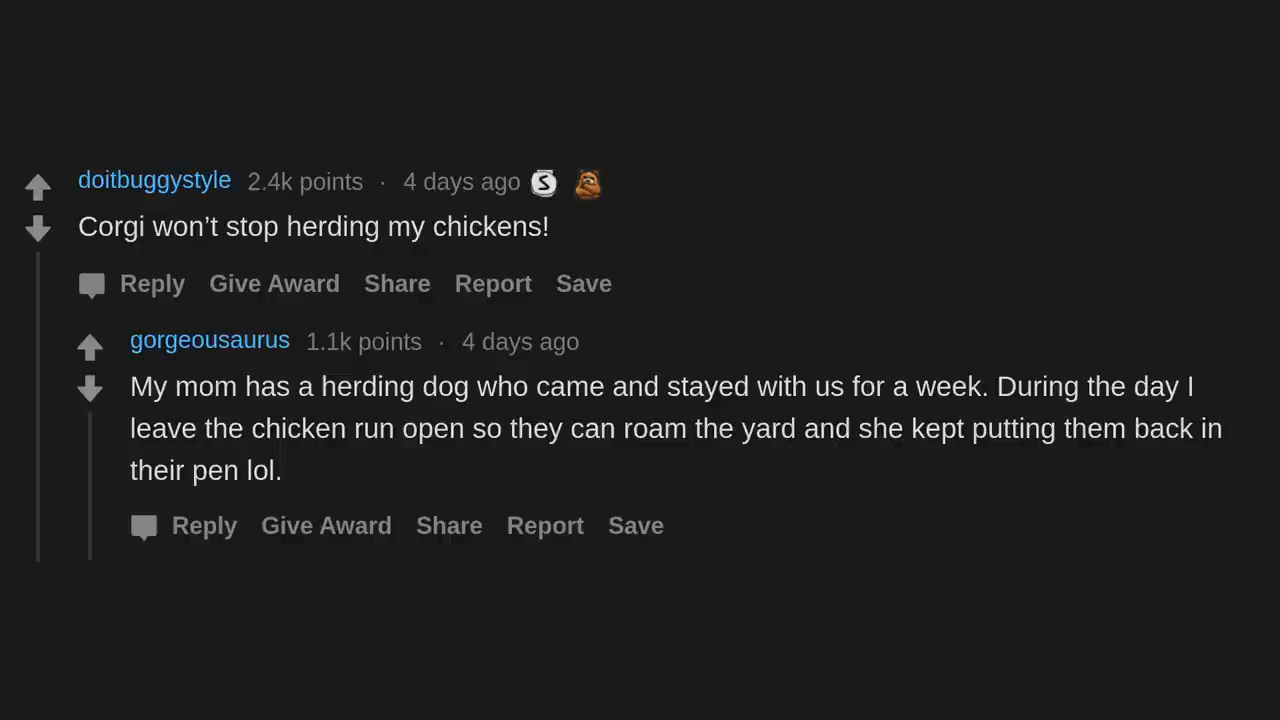 doitbuggystyle 2.4k points · 4 days ago S
Corgi won’t stop herding my chickens!
Reply Give Award Share Report Save
gorgeousaurus 1.1k points · 4 days ago
My mom has a herding dog who came and stayed with us for a week. During the day I
leave the chicken run open so they can roam the yard and she kept putting them back in
their pen lol.
Reply Give Award Share Report Save